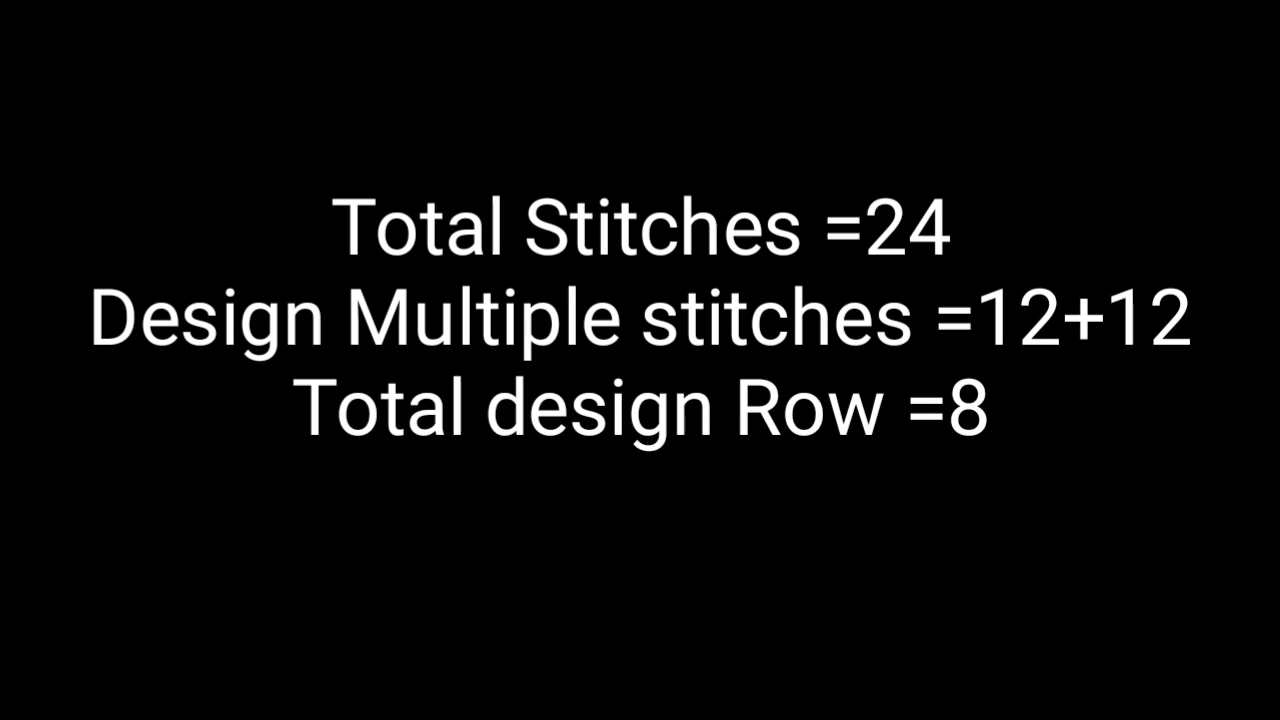 Total Stitches =24
Design Multiple stitches =12+12
Total design Row =8